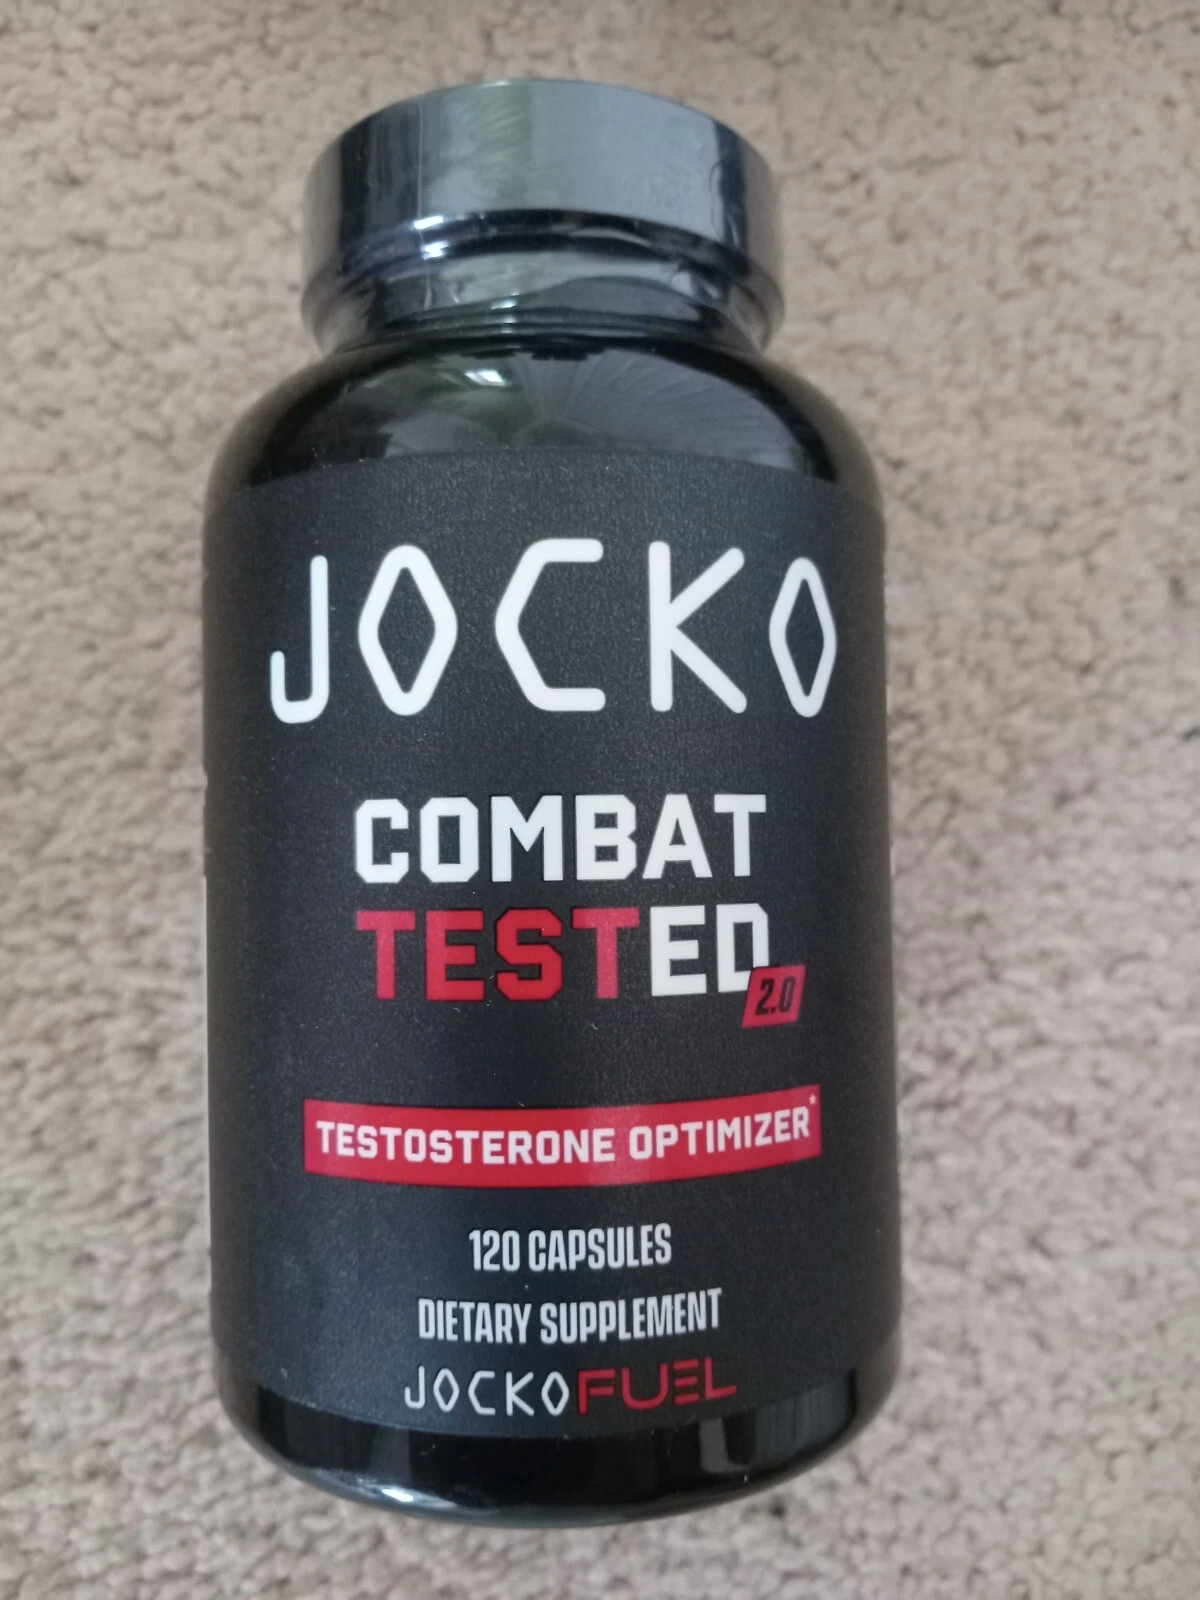 JOCKO
COMBAT
TESTED
2.0
TESTOSTERONE OPTIMIZER*
120 CAPSULES
DIETARY SUPPLEMENT
JOCKOFUEL